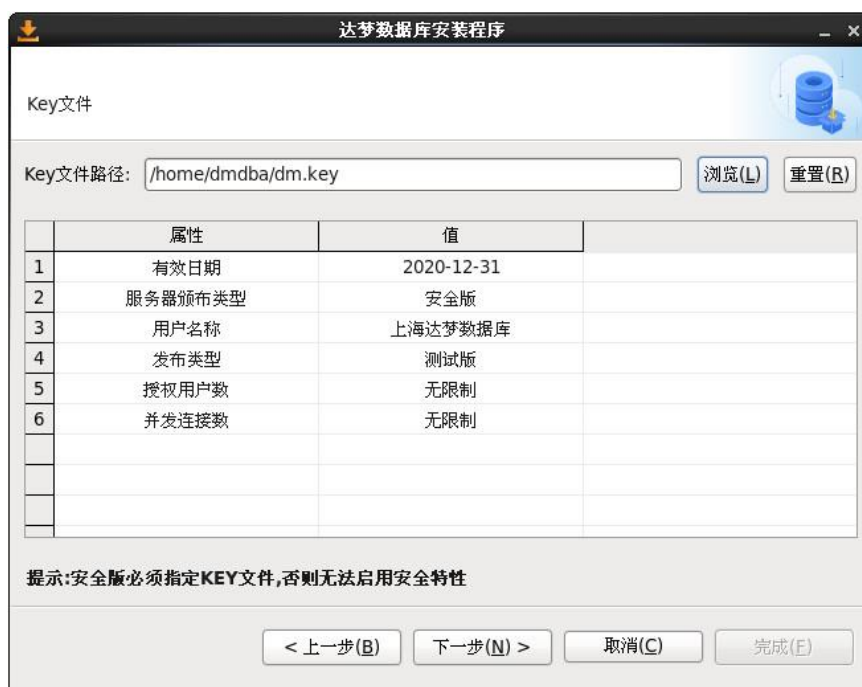 达梦数据库安装程序
Key文件
Key文件路径: /home/dmdba/dm.key 浏览(L) 重置(R)
属性 值
1 有效日期 2020-12-31
2 服务器颁布类型 安全版
3 用户名称 上海达梦数据库
4 发布类型 测试版
5 授权用户数 无限制
6 并发连接数 无限制
提示:安全版必须指定KEY文件,否则无法启用安全特性
< 上一步(B) 下一步(N) > 取消(C) 完成(F)